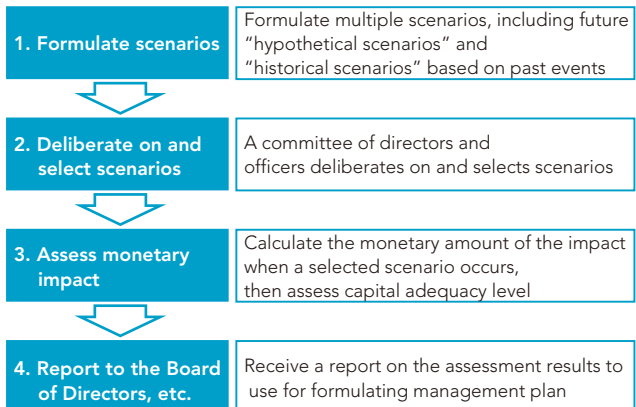 1. Formulate scenarios
Formulate multiple scenarios, including future
“hypothetical scenarios” and
“historical scenarios” based on past events
2. Deliberate on and
select scenarios
A committee of directors and
officers deliberates on and selects scenarios
3. Assess monetary
impact
Calculate the monetary amount of the impact
when a selected scenario occurs,
then assess capital adequacy level
4. Report to the Board
of Directors, etc.
Receive a report on the assessment results to
use for formulating management plan